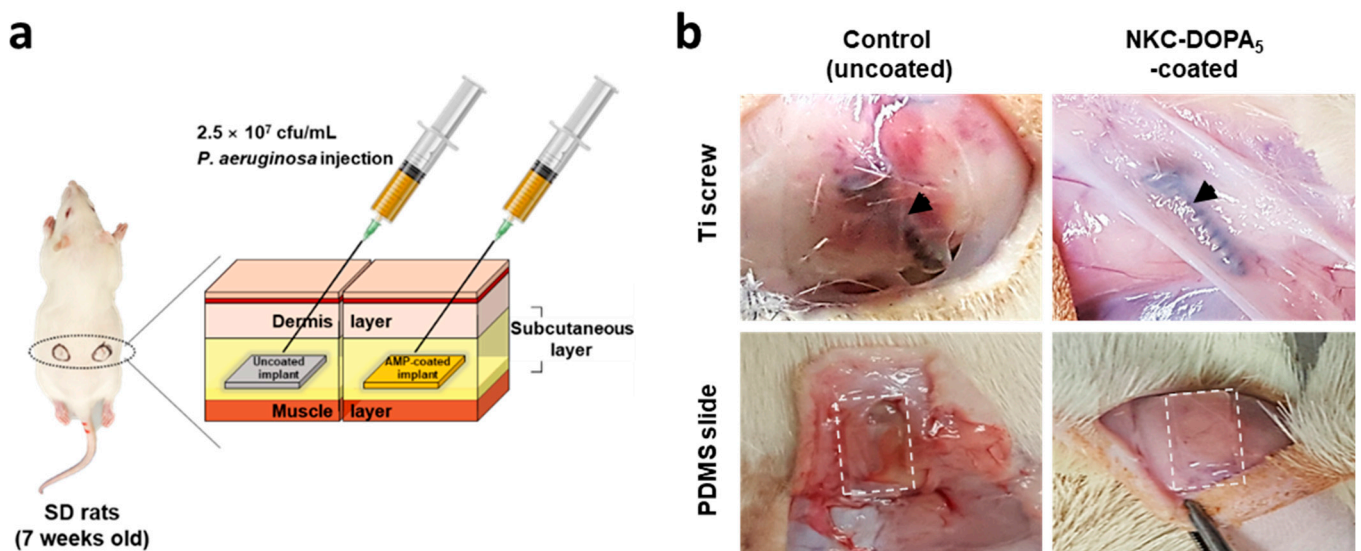 a
2.5 × 10⁷ cfu/mL
P. aeruginosa injection
Dermis layer
Subcutaneous
layer
Uncoated
implant
AMP-coated
implant
Muscle layer
SD rats
(7 weeks old)
b
Control
(uncoated)
NKC-DOPA₅
-coated
Ti screw
PDMS slide